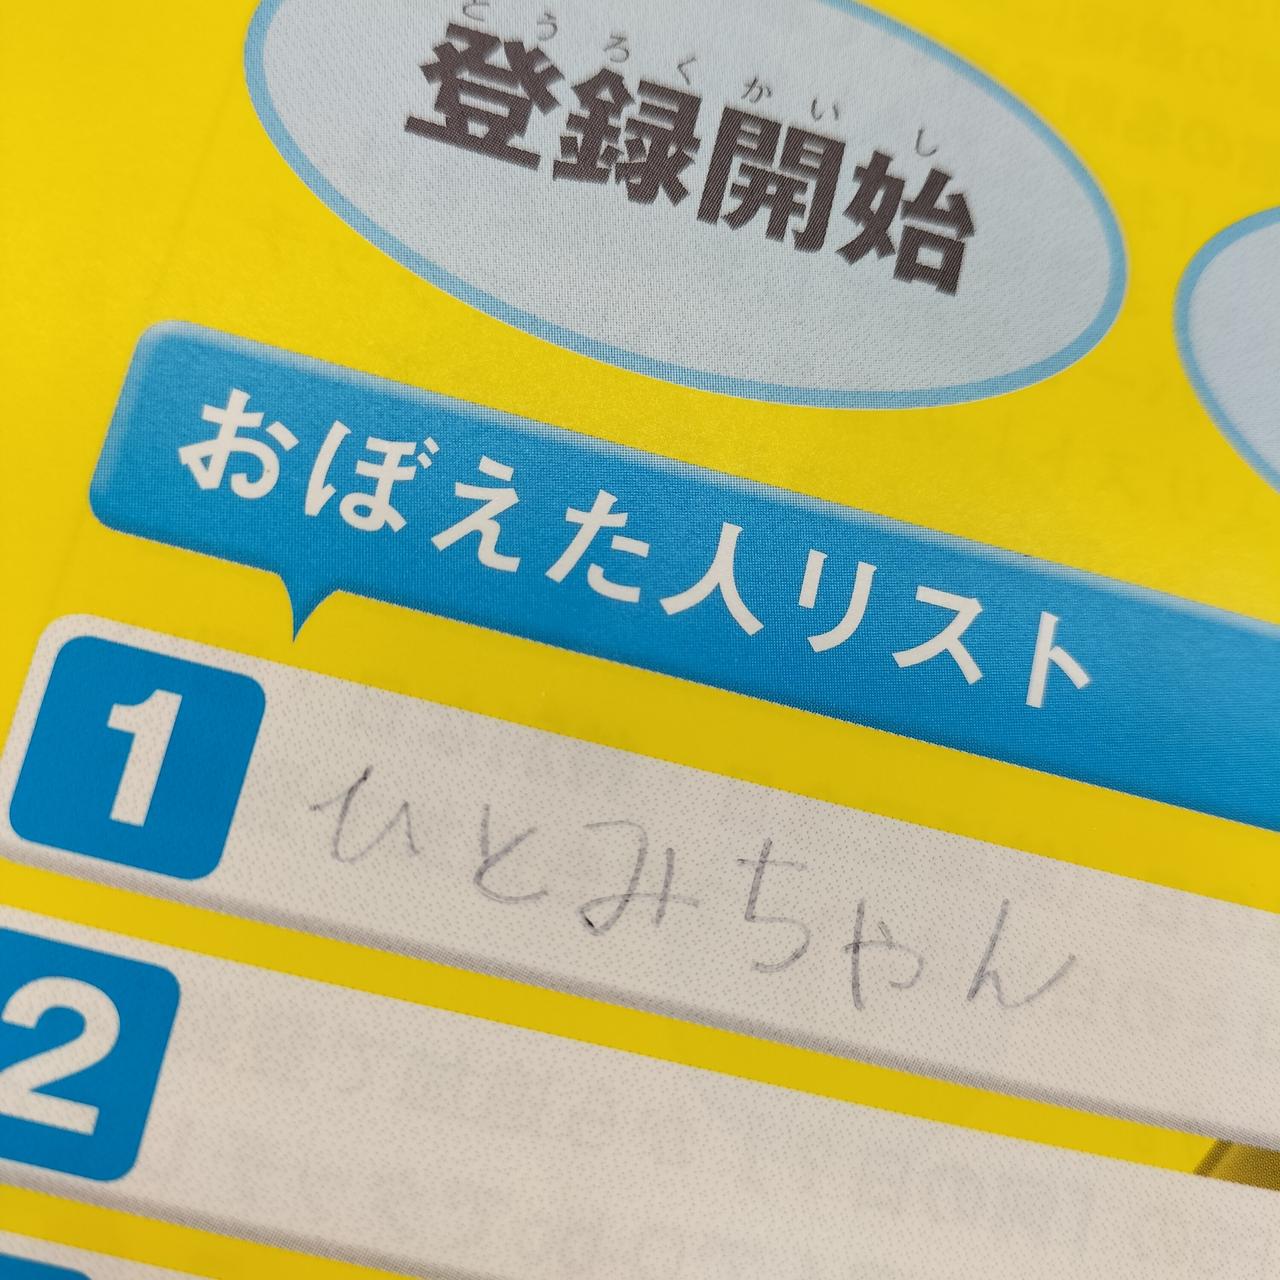 とうろくかいし
登録開始
おぼえた人リスト
1 ひとみちゃん
2